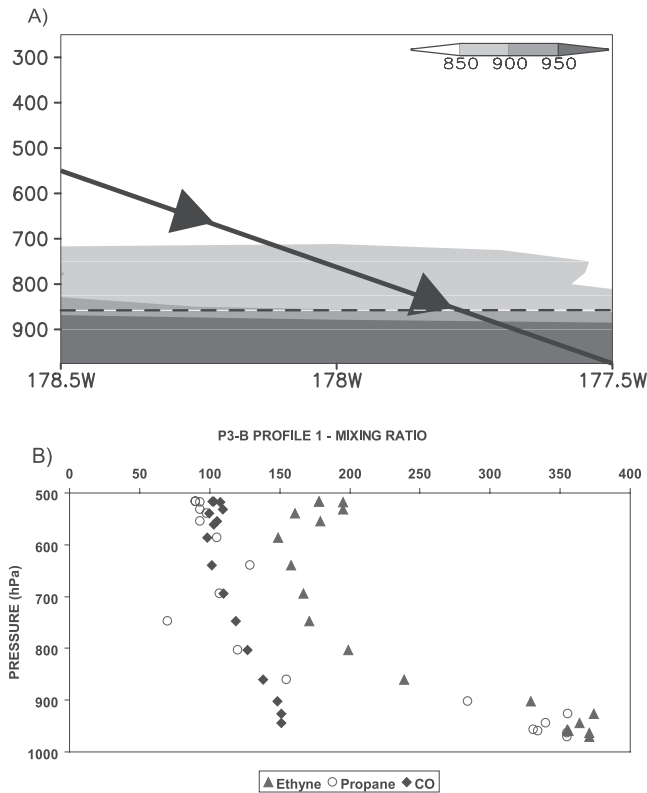 A)
850 900 950
300
400
500
600
700
800
900
178.5W 178W 177.5W
P3-B PROFILE 1 - MIXING RATIO
B)
0 50 100 150 200 250 300 350 400
500
600
700
800
900
1000
PRESSURE (hPa)
Ethyne Propane CO